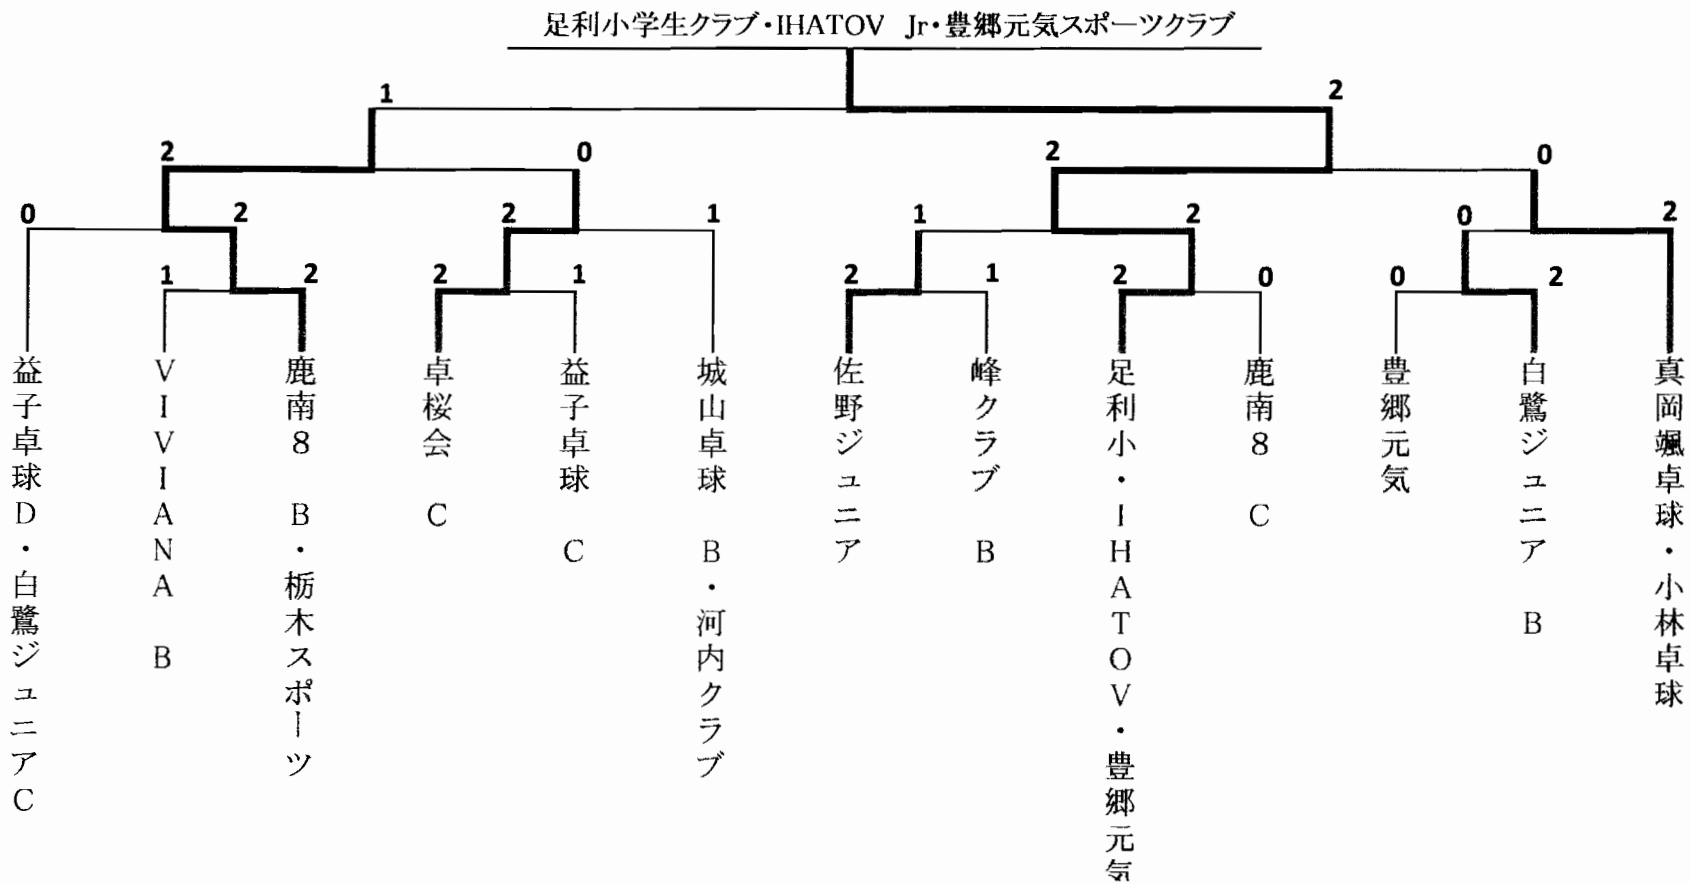 足利小学生クラブ・IHATOV Jr・豊郷元気スポーツクラブ
1
2
2
0
2
0
0
2
2
1
1
2
0
2
1
2
2
1
2
1
2
0
0
2
益子卓球D・白鷺ジュニアC
VIVIANA B
鹿南8 B・栃木スポーツ
卓桜会 C
益子卓球 C
城山卓球 B・河内クラブ
佐野ジュニア
峰クラブ B
足利小・IHATOV・豊郷元気
鹿南8 C
豊郷元気
白鷺ジュニア B
真岡颯卓球・小林卓球